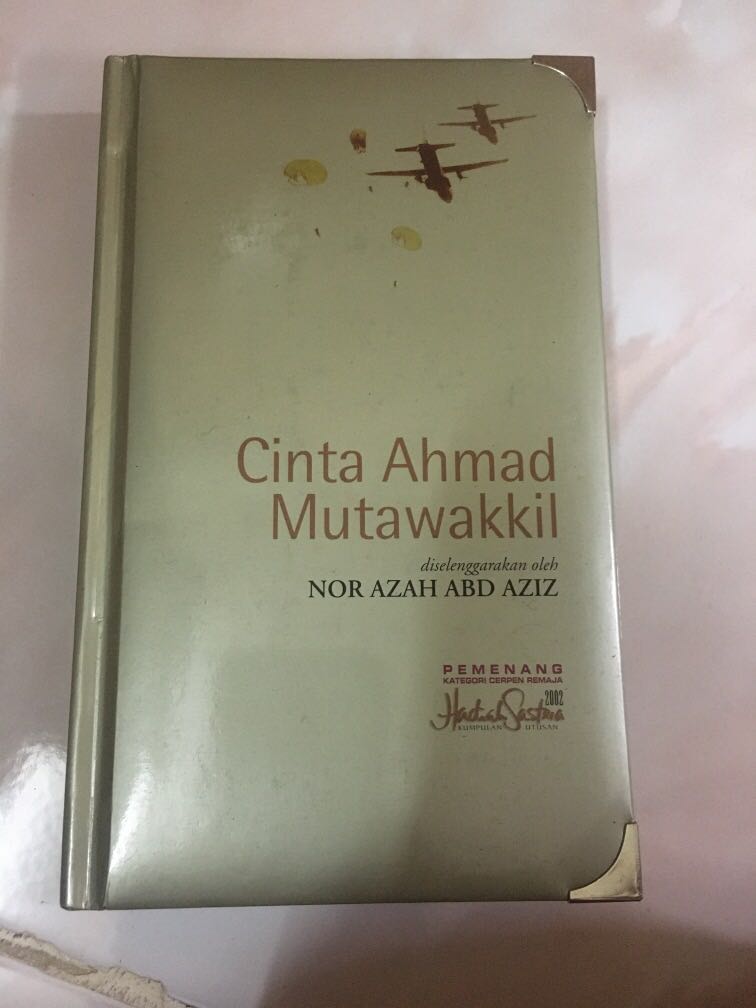 Cinta Ahmad
Mutawakkil
diselenggarakan oleh
NOR AZAH ABD AZIZ
PEMENANG
KATEGORI CERPEN REMAJA
2002
Hadiah Sastera
KUMPULAN UTUSAN